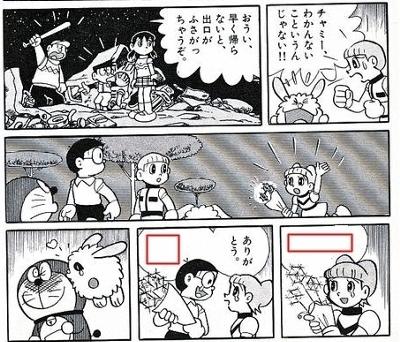 チャミー、
わかんない
こというん
じゃない!!
おうい、
早く帰ら
ないと、
出口が
ふさがっ
ちゃうぞ。
ありが
とう。